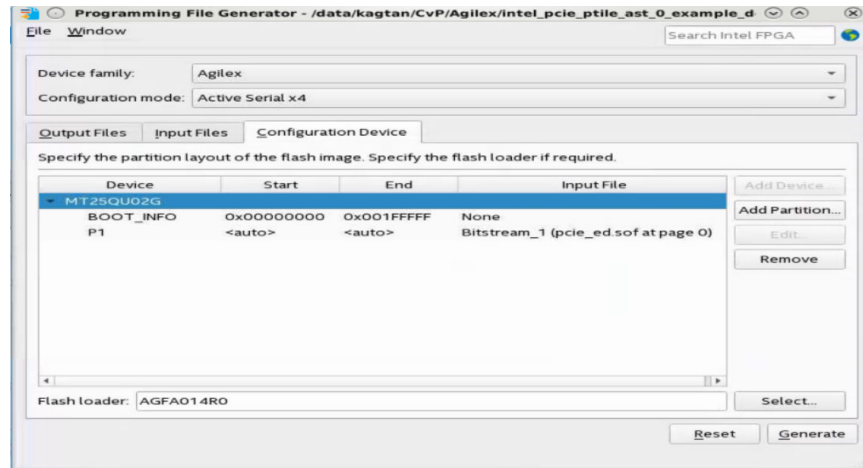 Programming File Generator - /data/kagtan/CvP/Agilex/intel_pcie_ptile_ast_0_example_d
File Window
Search Intel FPGA
Device family: Agilex
Configuration mode: Active Serial x4
Output Files Input Files Configuration Device
Specify the partition layout of the flash image. Specify the flash loader if required.
Device Start End Input File
Add Device...
MT25QU02G
BOOT_INFO 0x00000000 0x001FFFFF None
Add Partition...
P1 <auto> <auto> Bitstream_1 (pcie_ed.sof at page 0)
Edit...
Remove
Flash loader: AGFA014R0 Select...
Reset Generate